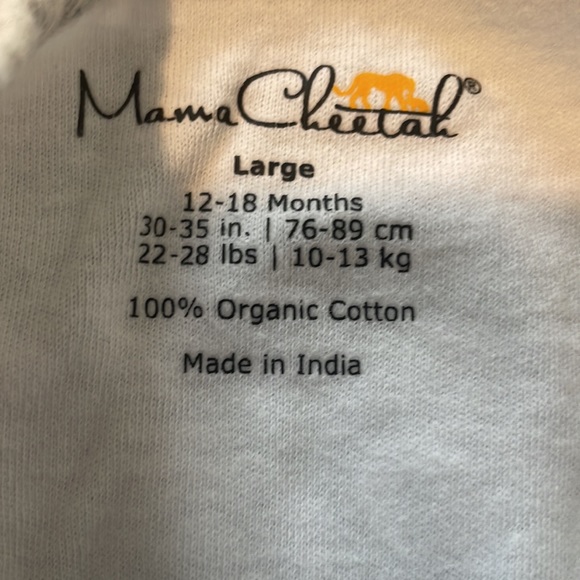 MamaCheetah®
Large
12-18 Months
30-35 in. | 76-89 cm
22-28 lbs | 10-13 kg
100% Organic Cotton
Made in India